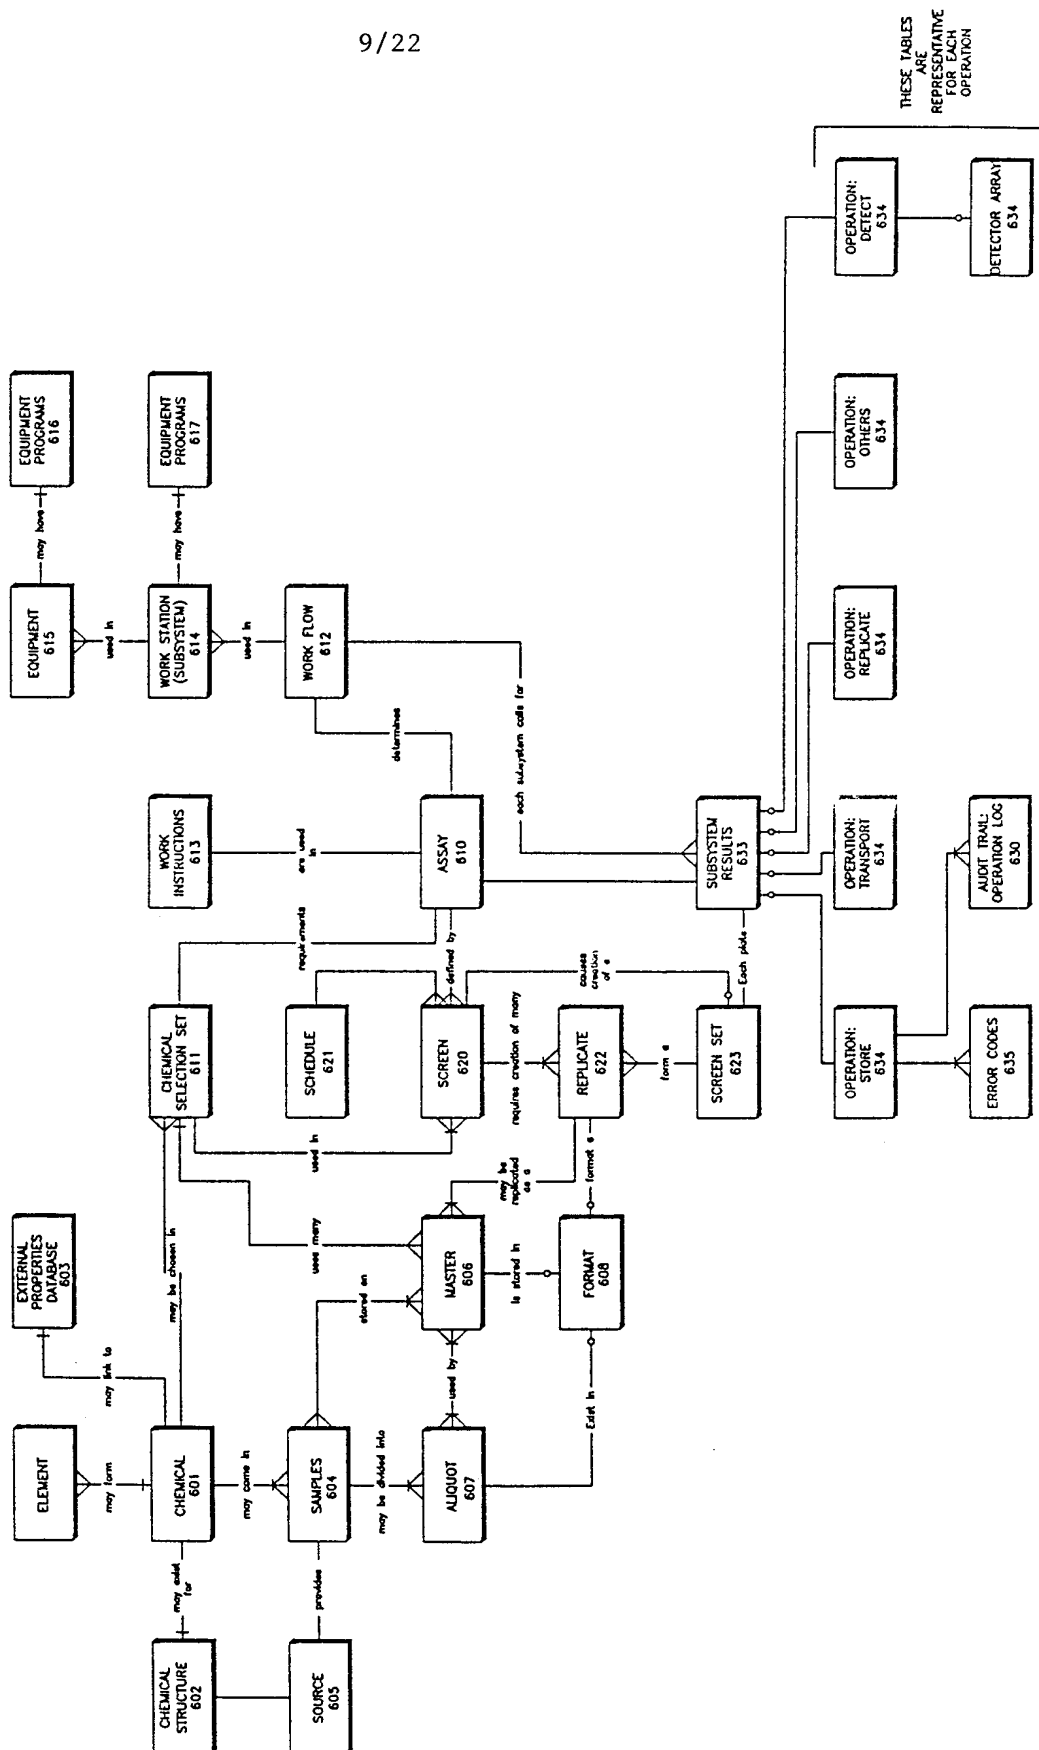 9/22
ELEMENT
EXTERNAL
PROPERTIES
DATABASE
603
EQUIPMENT
615
may have
EQUIPMENT
PROGRAMS
616
may form
may link to
used in
CHEMICAL
STRUCTURE
602
may exist
for
CHEMICAL
601
may be chosen in
CHEMICAL
SELECTION SET
611
requirements
WORK
INSTRUCTIONS
613
WORK STATION
(SUBSYSTEM)
614
may have
EQUIPMENT
PROGRAMS
617
may come in
uses many
used in
are used
in
used in
SOURCE
605
provides
SAMPLES
604
stored on
SCHEDULE
621
WORK FLOW
612
may be divided into
determines
ALIQUOT
607
used by
MASTER
606
may be
replicated
as a
SCREEN
620
defined by
ASSAY
610
is stored in
requires creation of many
causes
creation
of a
each subsystem calls for
Exist in
FORMAT
608
format a
REPLICATE
622
form a
SCREEN SET
623
Each plate
SUBSYSTEM
RESULTS
633
OPERATION:
STORE
634
OPERATION:
TRANSPORT
634
OPERATION:
REPLICATE
634
OPERATION:
OTHERS
634
OPERATION:
DETECT
634
THESE TABLES
ARE
REPRESENTATIVE
FOR EACH
OPERATION
ERROR CODES
635
AUDIT TRAIL:
OPERATION LOG
630
DETECTOR ARRAY
634